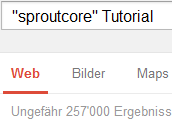 "sproutcore" Tutorial
Web Bilder Maps
Ungefähr 257'000 Ergebniss